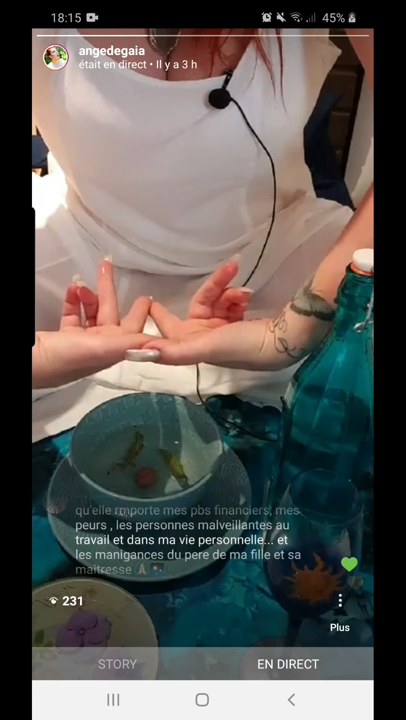 18:15
45%
angedegaia
était en direct • Il y a 3 h
qu'elle rmporte mes pbs financiers, mes
peurs , les personnes malveillantes au
travail et dans ma vie personnelle... et
les manigances du pere de ma fille et sa
maitresse
231
Plus
STORY
EN DIRECT